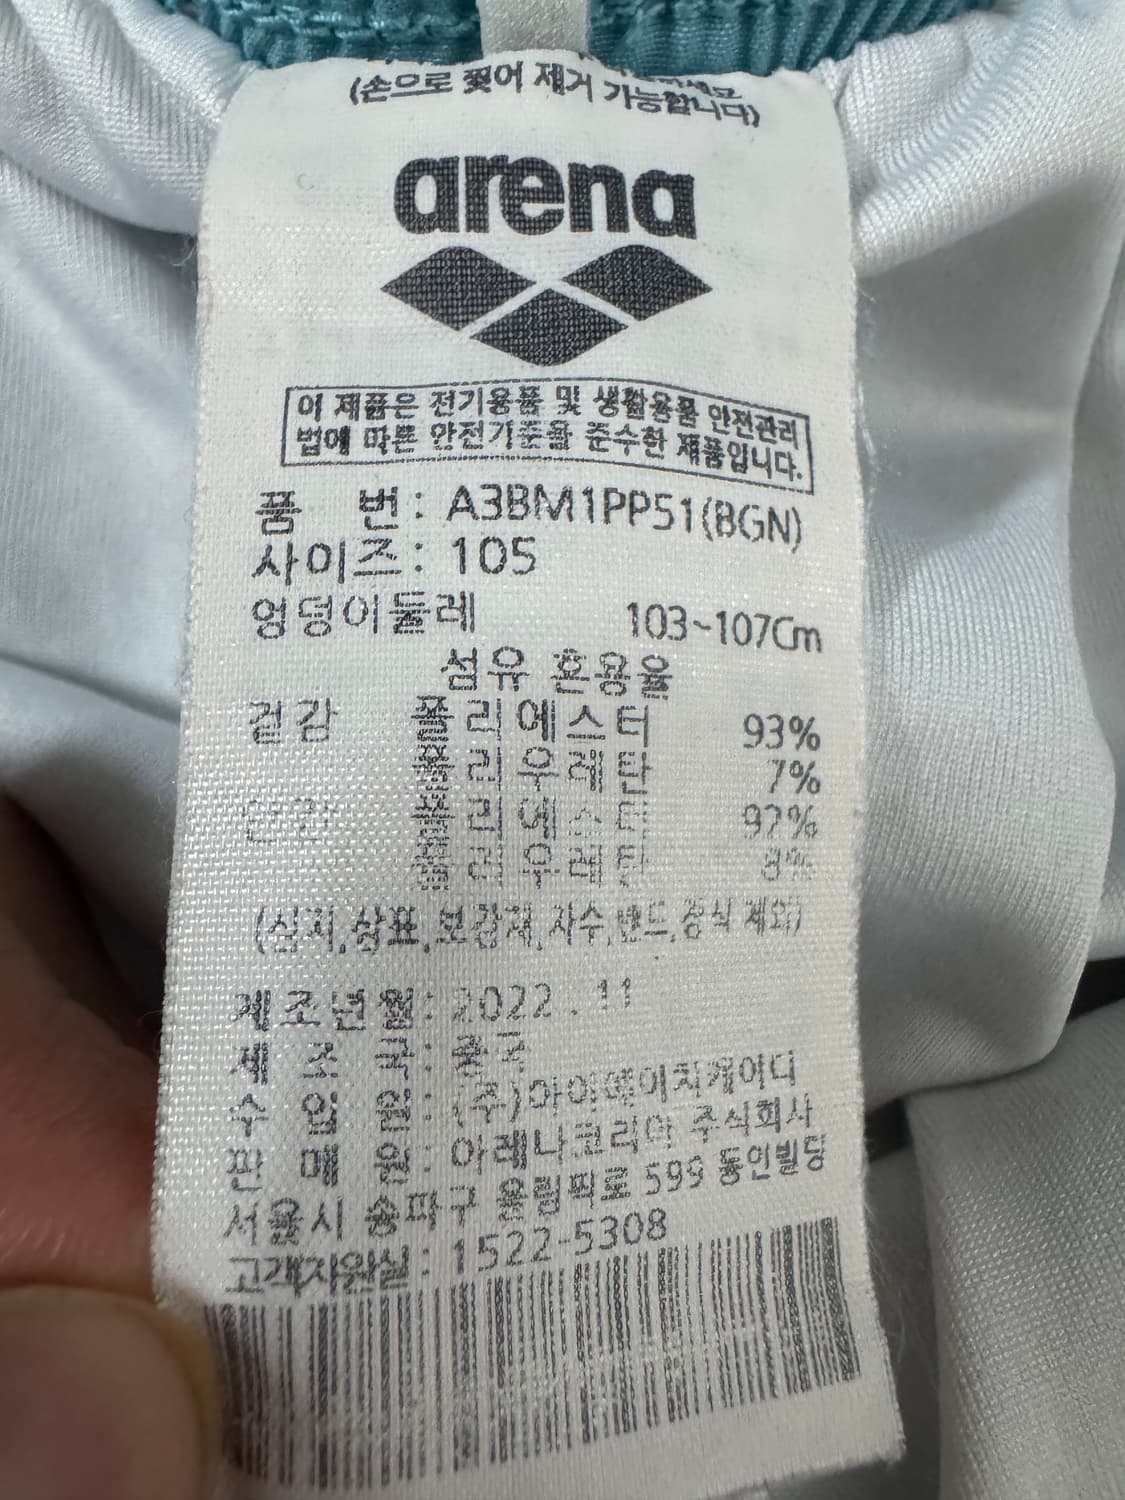 (손으로 찢어 제거 가능합니다)
arena
이 제품은 전기용품 및 생활용품 안전관리
법에 따른 안전기준을 준수한 제품입니다.
품 번: A3BM1PP51(BGN)
사이즈: 105
엉덩이둘레 103~107Cm
섬유 혼용율
겉감 폴리에스터 93%
폴리우레탄 7%
안감 폴리에스터 92%
폴리우레탄 8%
(심지,상표,보강재,자수,밴드,장식 제외)
제조년월: 2022 . 11
제 조 국: 중국
수 입 원: (주)아이에이치케이디
판 매 원: 아레나코리아 주식회사
서울시 송파구 올림픽로 599 동인빌딩
고객지원실: 1522-5308